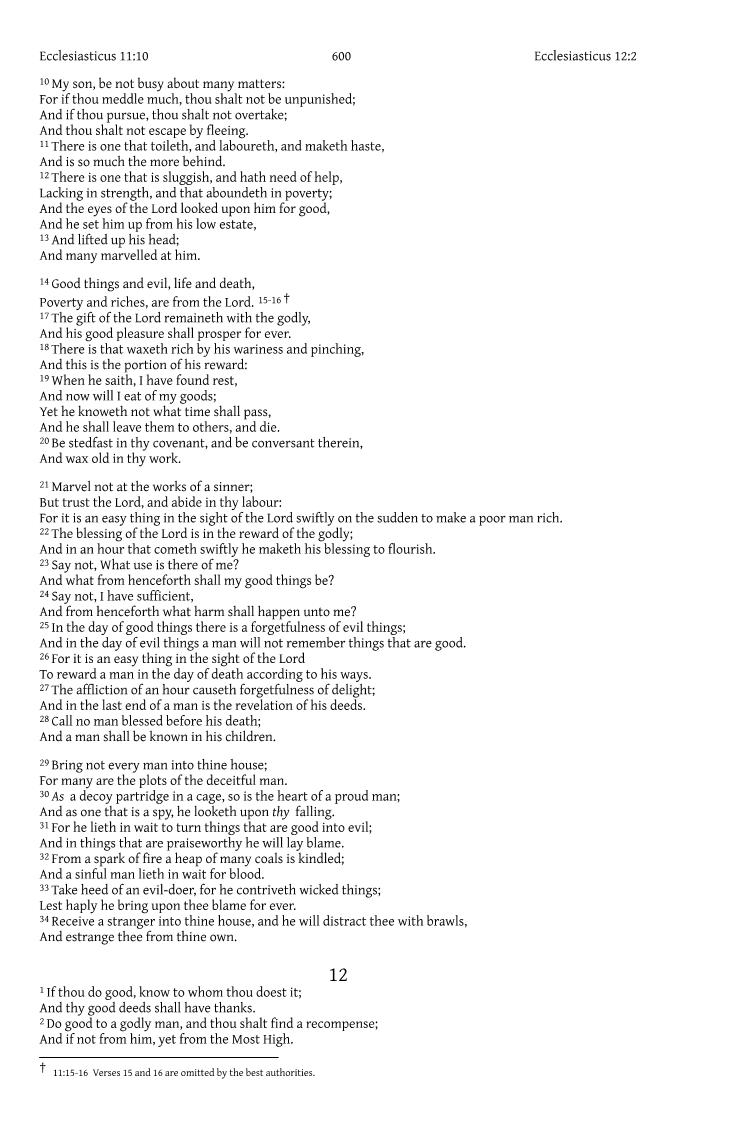 Ecclesiasticus 11:10 600 Ecclesiasticus 12:2
10 My son, be not busy about many matters:
For if thou meddle much, thou shalt not be unpunished;
And if thou pursue, thou shalt not overtake;
And thou shalt not escape by fleeing.
11 There is one that toileth, and laboureth, and maketh haste,
And is so much the more behind.
12 There is one that is sluggish, and hath need of help,
Lacking in strength, and that aboundeth in poverty;
And the eyes of the Lord looked upon him for good,
And he set him up from his low estate,
13 And lifted up his head;
And many marvelled at him.
14 Good things and evil, life and death,
Poverty and riches, are from the Lord. 15-16 †
17 The gift of the Lord remaineth with the godly,
And his good pleasure shall prosper for ever.
18 There is that waxeth rich by his wariness and pinching,
And this is the portion of his reward:
19 When he saith, I have found rest,
And now will I eat of my goods;
Yet he knoweth not what time shall pass,
And he shall leave them to others, and die.
20 Be stedfast in thy covenant, and be conversant therein,
And wax old in thy work.
21 Marvel not at the works of a sinner;
But trust the Lord, and abide in thy labour:
For it is an easy thing in the sight of the Lord swiftly on the sudden to make a poor man rich.
22 The blessing of the Lord is in the reward of the godly;
And in an hour that cometh swiftly he maketh his blessing to flourish.
23 Say not, What use is there of me?
And what from henceforth shall my good things be?
24 Say not, I have sufficient,
And from henceforth what harm shall happen unto me?
25 In the day of good things there is a forgetfulness of evil things;
And in the day of evil things a man will not remember things that are good.
26 For it is an easy thing in the sight of the Lord
To reward a man in the day of death according to his ways.
27 The affliction of an hour causeth forgetfulness of delight;
And in the last end of a man is the revelation of his deeds.
28 Call no man blessed before his death;
And a man shall be known in his children.
29 Bring not every man into thine house;
For many are the plots of the deceitful man.
30 As a decoy partridge in a cage, so is the heart of a proud man;
And as one that is a spy, he looketh upon thy falling.
31 For he lieth in wait to turn things that are good into evil;
And in things that are praiseworthy he will lay blame.
32 From a spark of fire a heap of many coals is kindled;
And a sinful man lieth in wait for blood.
33 Take heed of an evil-doer, for he contriveth wicked things;
Lest haply he bring upon thee blame for ever.
34 Receive a stranger into thine house, and he will distract thee with brawls,
And estrange thee from thine own.
12
1 If thou do good, know to whom thou doest it;
And thy good deeds shall have thanks.
2 Do good to a godly man, and thou shalt find a recompense;
And if not from him, yet from the Most High.
† 11:15-16 Verses 15 and 16 are omitted by the best authorities.